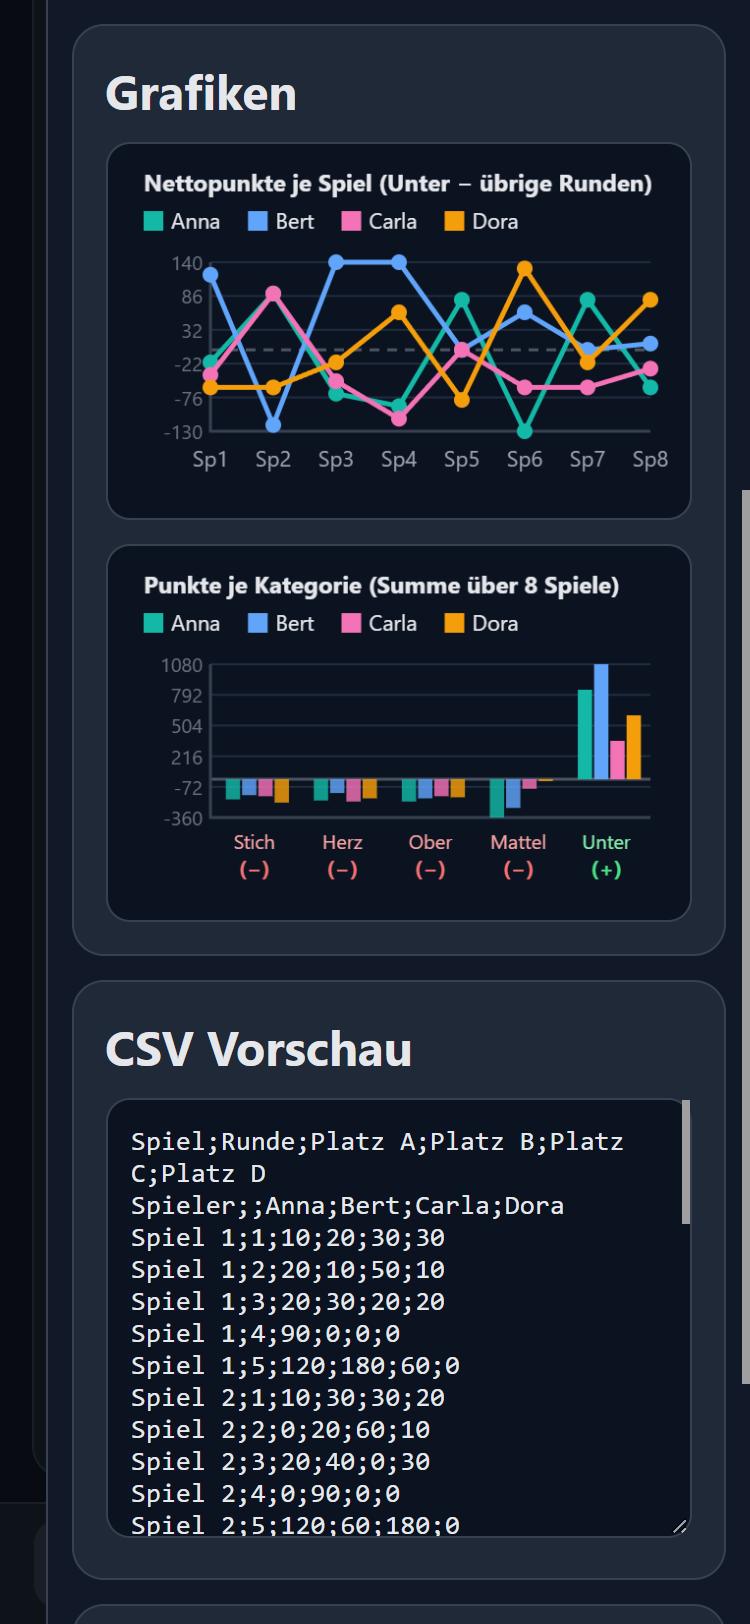 Grafiken
Nettopunkte je Spiel (Unter − übrige Runden)
Anna Bert Carla Dora
140
86
32
-22
-76
-130
Sp1 Sp2 Sp3 Sp4 Sp5 Sp6 Sp7 Sp8
Punkte je Kategorie (Summe über 8 Spiele)
Anna Bert Carla Dora
1080
792
504
216
-72
-360
Stich Herz Ober Mattel Unter
(−) (−) (−) (−) (+)
CSV Vorschau
Spiel;Runde;Platz A;Platz B;Platz
C;Platz D
Spieler;;Anna;Bert;Carla;Dora
Spiel 1;1;10;20;30;30
Spiel 1;2;20;10;50;10
Spiel 1;3;20;30;20;20
Spiel 1;4;90;0;0;0
Spiel 1;5;120;180;60;0
Spiel 2;1;10;30;30;20
Spiel 2;2;0;20;60;10
Spiel 2;3;20;40;0;30
Spiel 2;4;0;90;0;0
Spiel 2;5;120;60;180;0